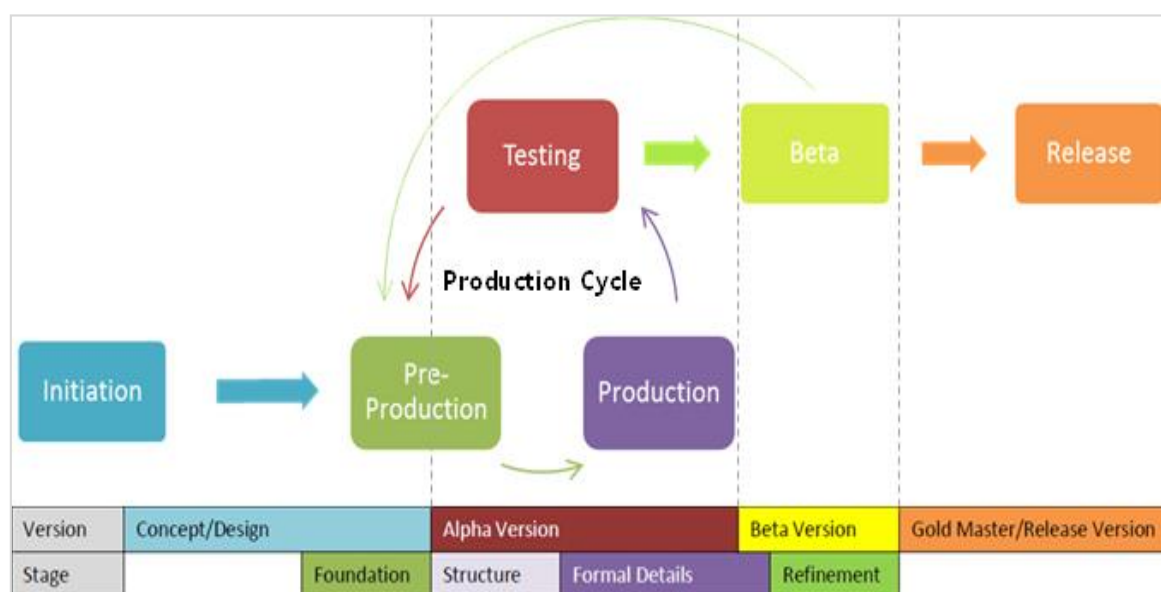 Testing
Beta
Release
Production Cycle
Initiation
Pre-
Production
Production
Version Concept/Design Alpha Version Beta Version Gold Master/Release Version
Stage Foundation Structure Formal Details Refinement